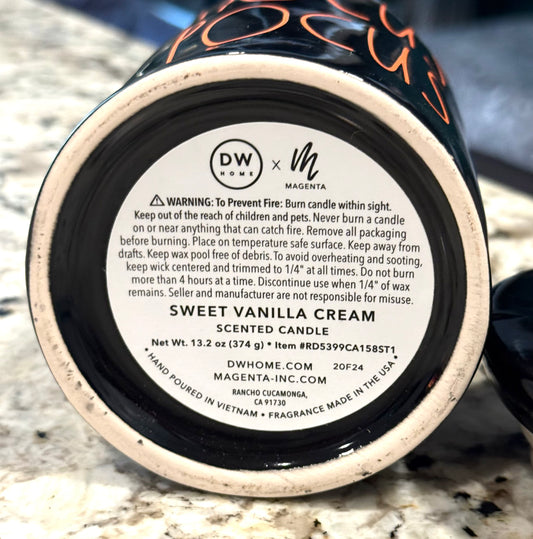 POCUS
DW
HOME
x
m
MAGENTA
⚠ WARNING: To Prevent Fire: Burn candle within sight.
Keep out of the reach of children and pets. Never burn a candle
on or near anything that can catch fire. Remove all packaging
before burning. Place on temperature safe surface. Keep away from
drafts. Keep wax pool free of debris. To avoid overheating and sooting,
keep wick centered and trimmed to 1/4" at all times. Do not burn
more than 4 hours at a time. Discontinue use when 1/4" of wax
remains. Seller and manufacturer are not responsible for misuse.
SWEET VANILLA CREAM
SCENTED CANDLE
Net Wt. 13.2 oz (374 g) • Item #RD5399CA158ST1
DWHOME.COM 20F24
MAGENTA-INC.COM
RANCHO CUCAMONGA,
CA 91730
• HAND POURED IN VIETNAM • FRAGRANCE MADE IN THE USA •